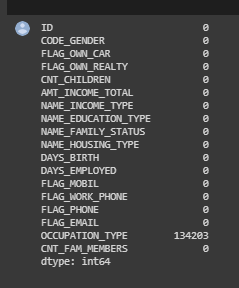 ID 0
CODE_GENDER 0
FLAG_OWN_CAR 0
FLAG_OWN_REALTY 0
CNT_CHILDREN 0
AMT_INCOME_TOTAL 0
NAME_INCOME_TYPE 0
NAME_EDUCATION_TYPE 0
NAME_FAMILY_STATUS 0
NAME_HOUSING_TYPE 0
DAYS_BIRTH 0
DAYS_EMPLOYED 0
FLAG_MOBIL 0
FLAG_WORK_PHONE 0
FLAG_PHONE 0
FLAG_EMAIL 0
OCCUPATION_TYPE 134203
CNT_FAM_MEMBERS 0
dtype: int64